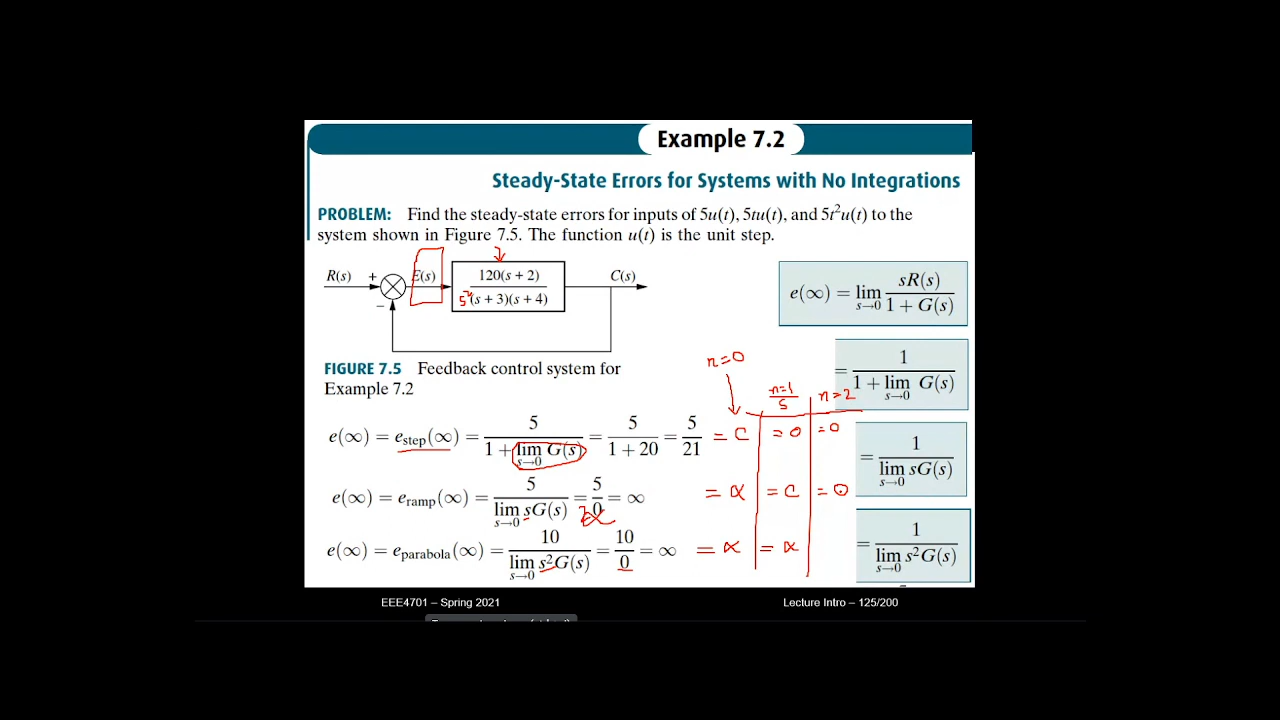 Example 7.2
Steady-State Errors for Systems with No Integrations
PROBLEM: Find the steady-state errors for inputs of 5u(t), 5tu(t), and 5t²u(t) to the
system shown in Figure 7.5. The function u(t) is the unit step.
R(s) + E(s) 120(s + 2) C(s)
− s² (s + 3)(s + 4)
e(∞) = lim s→0 sR(s) / 1 + G(s)
FIGURE 7.5 Feedback control system for
Example 7.2
n=0
= 1 / 1 + lim s→0 G(s)
n=1 n=2
s
e(∞) = e step(∞) = 5 / 1 + lim s→0 G(s) = 5 / 1 + 20 = 5 / 21 = C = 0 = 0
= 1 / lim s→0 sG(s)
e(∞) = e ramp(∞) = 5 / lim s→0 sG(s) = 5 / 0 = ∞ = α = C = 0
e(∞) = e parabola(∞) = 10 / lim s→0 s²G(s) = 10 / 0 = ∞ = α = α
= 1 / lim s→0 s²G(s)
EEE4701 – Spring 2021
Lecture Intro – 125/200